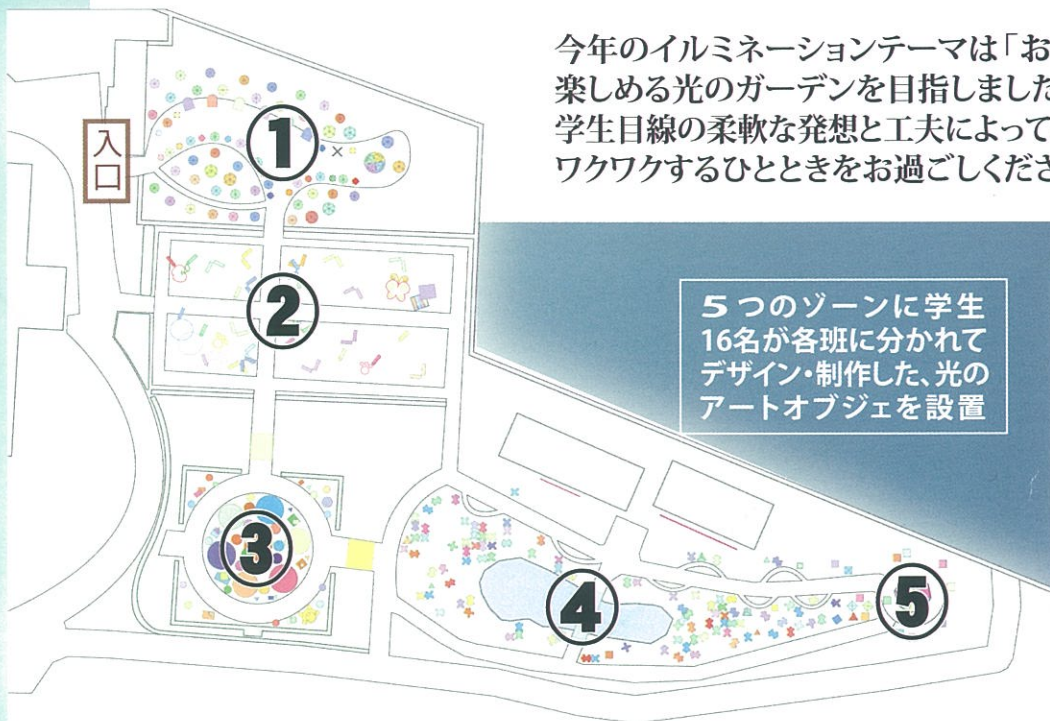 今年のイルミネーションテーマは「お
楽しめる光のガーデンを目指しました
学生目線の柔軟な発想と工夫によって
ワクワクするひとときをお過ごしくださ
入口
①
②
5つのゾーンに学生
16名が各班に分かれて
デザイン・制作した、光の
アートオブジェを設置
③
④
⑤